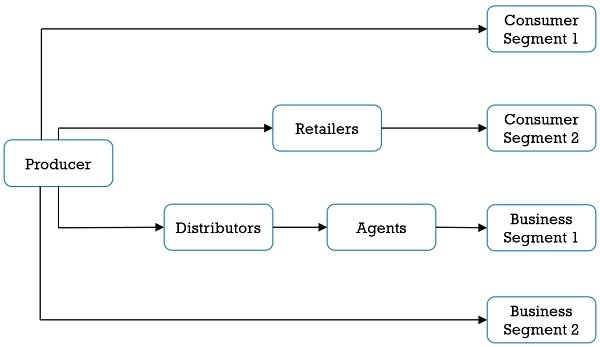 Consumer
Segment 1
Retailers
Consumer
Segment 2
Producer
Distributors
Agents
Business
Segment 1
Business
Segment 2